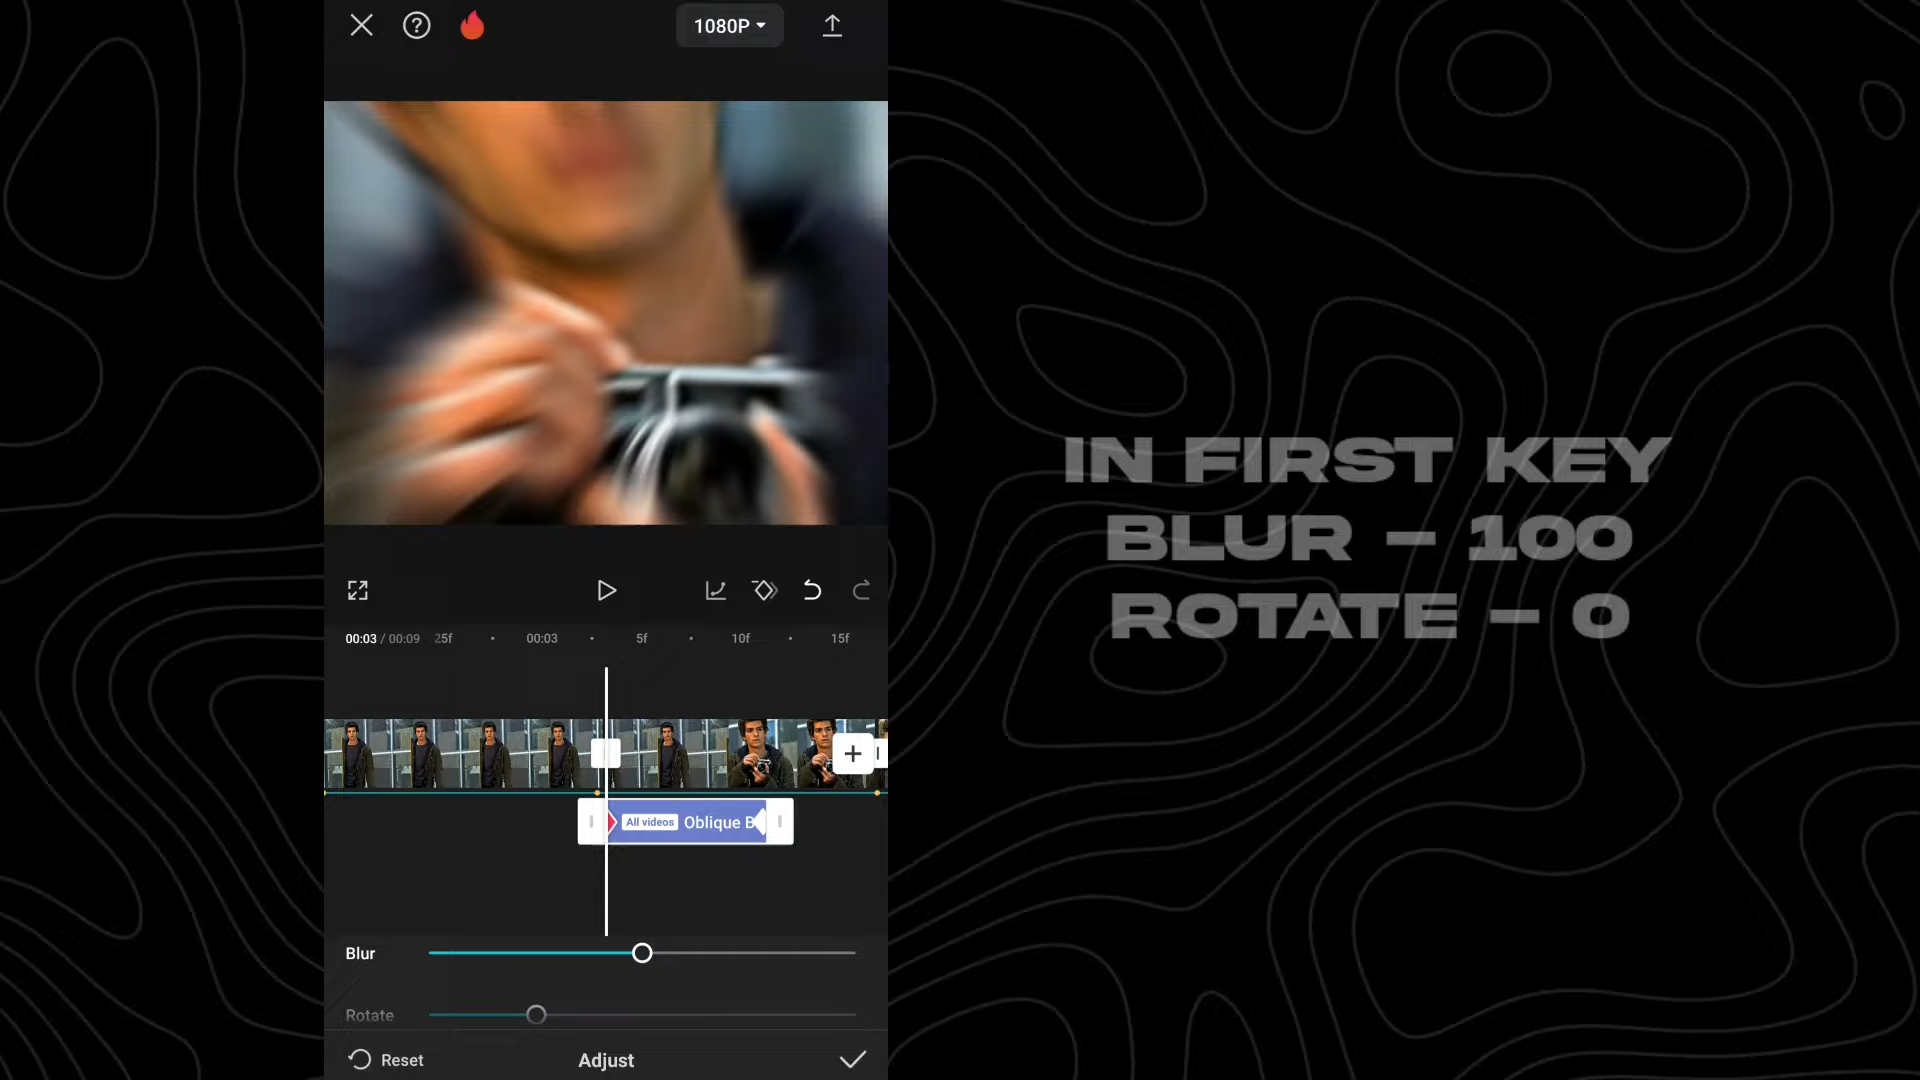 1080P
00:03 / 00:09 25f 00:03 5f 10f 15f
All videos Oblique B
Blur
Rotate
Reset Adjust
IN FIRST KEY
BLUR - 100
ROTATE - 0